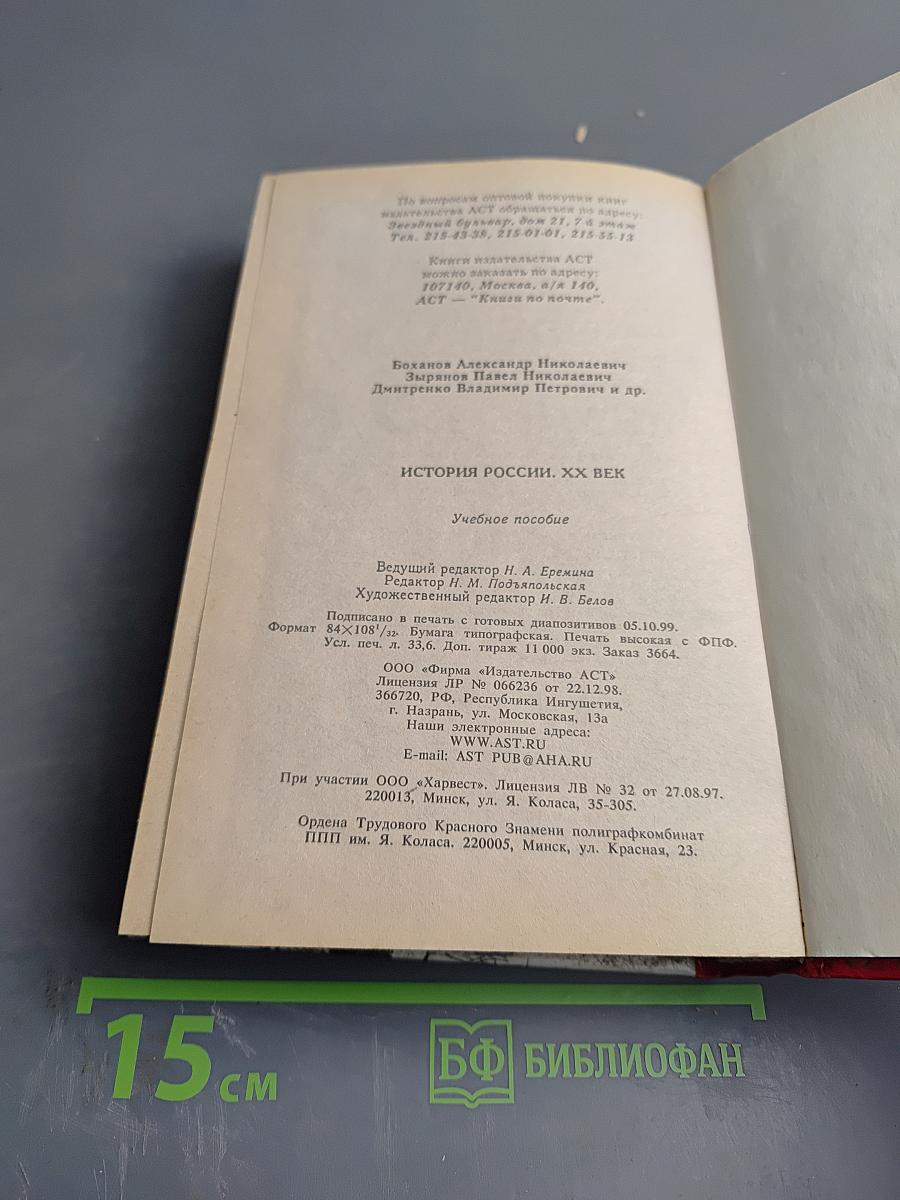 По вопросам оптовой покупки книг
издательства АСТ обращаться по адресу:
Звездный бульвар, дом 21, 7-й этаж
Тел. 215-43-38, 215-01-01, 215-55-13
Книги издательства АСТ
можно заказать по адресу:
107140, Москва, а/я 140,
АСТ — "Книги по почте".
Боханов Александр Николаевич
Зырянов Павел Николаевич
Дмитренко Владимир Петрович и др.
ИСТОРИЯ РОССИИ. XX ВЕК
Учебное пособие
Ведущий редактор Н. А. Еремина
Редактор Н. М. Подъяпольская
Художественный редактор И. В. Белов
Подписано в печать с готовых диапозитивов 05.10.99.
Формат 84×108¹/₃₂. Бумага типографская. Печать высокая с ФПФ.
Усл. печ. л. 33,6. Доп. тираж 11 000 экз. Заказ 3664.
ООО «Фирма «Издательство АСТ»
Лицензия ЛР № 066236 от 22.12.98.
366720, РФ, Республика Ингушетия,
г. Назрань, ул. Московская, 13а
Наши электронные адреса:
WWW.AST.RU
E-mail: AST PUB@AHA.RU
При участии ООО «Харвест». Лицензия ЛВ № 32 от 27.08.97.
220013, Минск, ул. Я. Коласа, 35-305.
Ордена Трудового Красного Знамени полиграфкомбинат
ППП им. Я. Коласа. 220005, Минск, ул. Красная, 23.
15 см
БФ БИБЛИОФАН